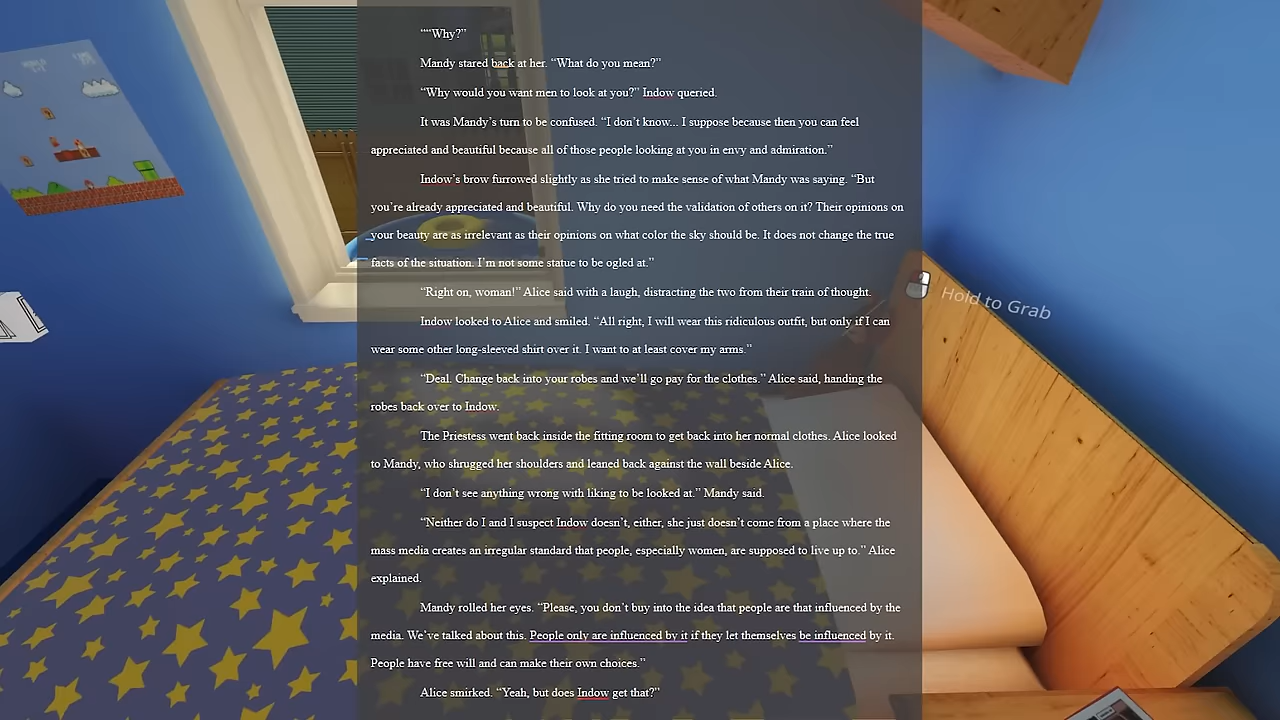 ““Why?”
Mandy stared back at her. “What do you mean?”
“Why would you want men to look at you?” Indow queried.
It was Mandy’s turn to be confused. “I don’t know... I suppose because then you can feel
appreciated and beautiful because all of those people looking at you in envy and admiration.”
Indow’s brow furrowed slightly as she tried to make sense of what Mandy was saying. “But
you’re already appreciated and beautiful. Why do you need the validation of others on it? Their opinions on
your beauty are as irrelevant as their opinions on what color the sky should be. It does not change the true
facts of the situation. I’m not some statue to be ogled at.”
“Right on, woman!” Alice said with a laugh, distracting the two from their train of thought.
Hold to Grab
Indow looked to Alice and smiled. “All right, I will wear this ridiculous outfit, but only if I can
wear some other long-sleeved shirt over it. I want to at least cover my arms.”
“Deal. Change back into your robes and we’ll go pay for the clothes.” Alice said, handing the
robes back over to Indow.
The Priestess went back inside the fitting room to get back into her normal clothes. Alice looked
to Mandy, who shrugged her shoulders and leaned back against the wall beside Alice.
“I don’t see anything wrong with liking to be looked at.” Mandy said.
“Neither do I and I suspect Indow doesn’t, either, she just doesn’t come from a place where the
mass media creates an irregular standard that people, especially women, are supposed to live up to.” Alice
explained.
Mandy rolled her eyes. “Please, you don’t buy into the idea that people are that influenced by the
media. We’ve talked about this. People only are influenced by it if they let themselves be influenced by it.
People have free will and can make their own choices.”
Alice smirked. “Yeah, but does Indow get that?”